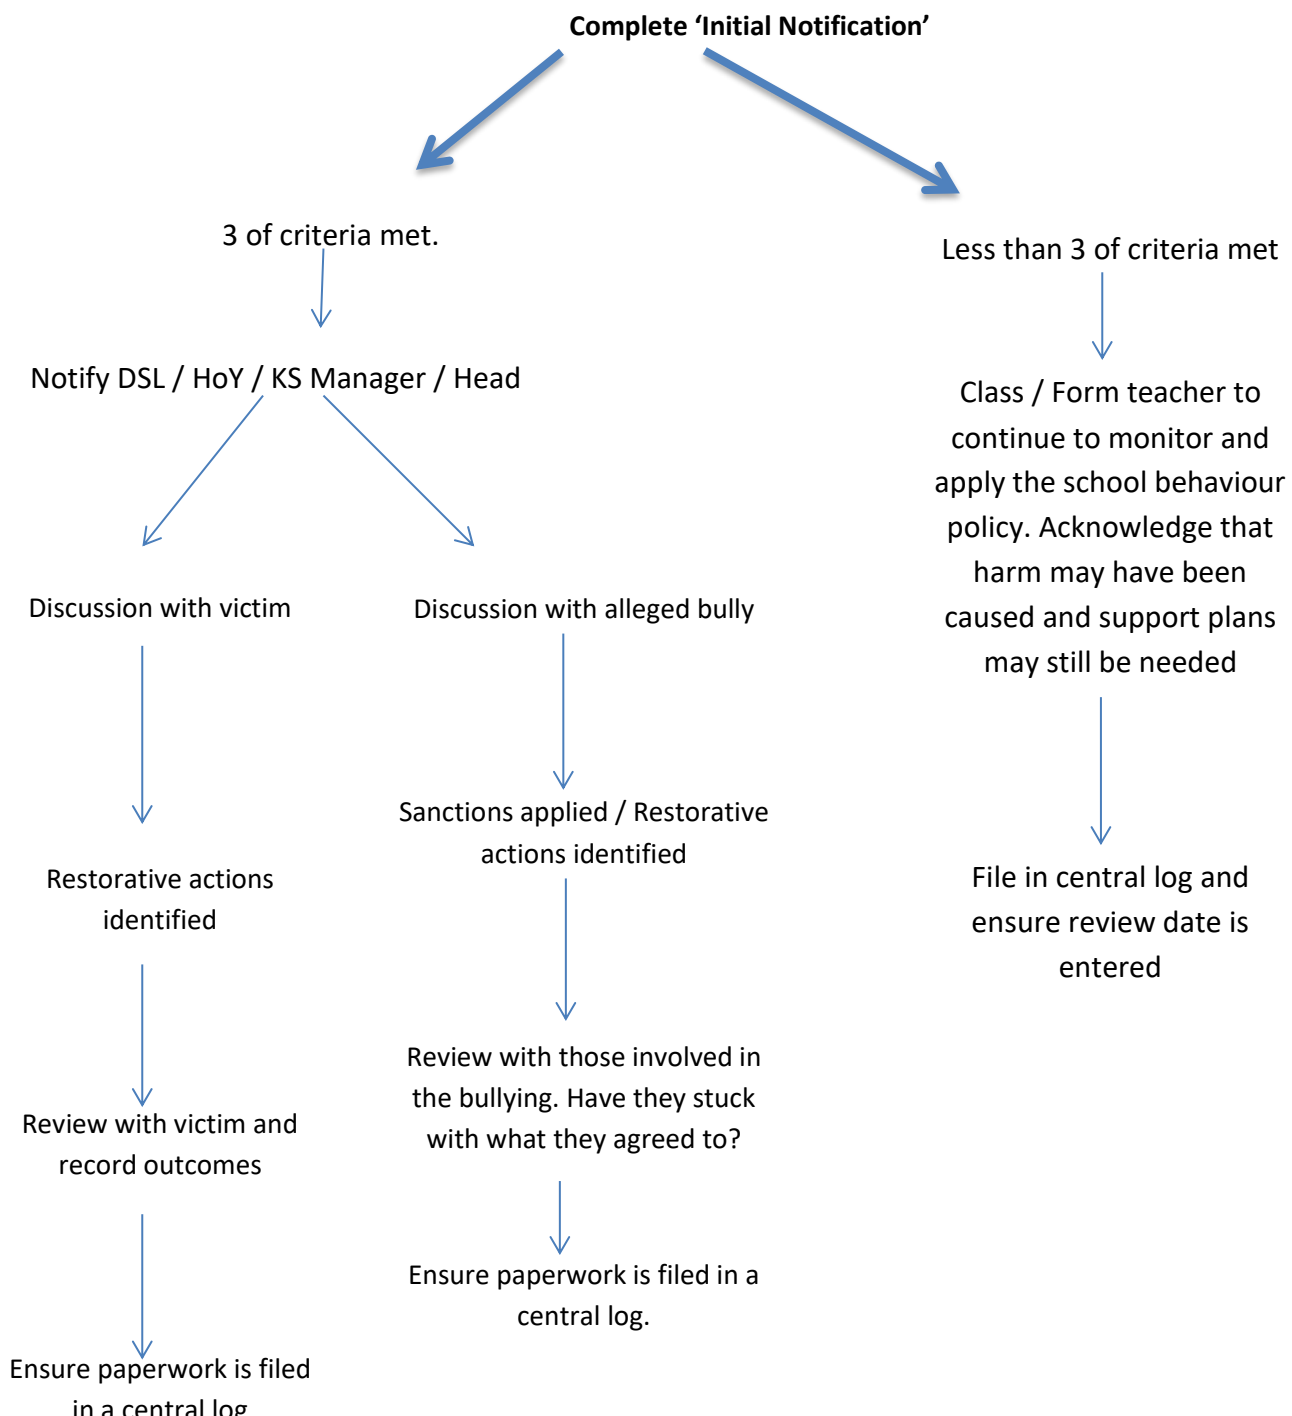 Complete ‘Initial Notification’
3 of criteria met.
Less than 3 of criteria met
Notify DSL / HoY / KS Manager / Head
Class / Form teacher to
continue to monitor and
apply the school behaviour
policy. Acknowledge that
harm may have been
caused and support plans
may still be needed
Discussion with victim
Discussion with alleged bully
Sanctions applied / Restorative
actions identified
Restorative actions
identified
File in central log and
ensure review date is
entered
Review with those involved in
the bullying. Have they stuck
with what they agreed to?
Review with victim and
record outcomes
Ensure paperwork is filed in a
central log.
Ensure paperwork is filed
in a central log